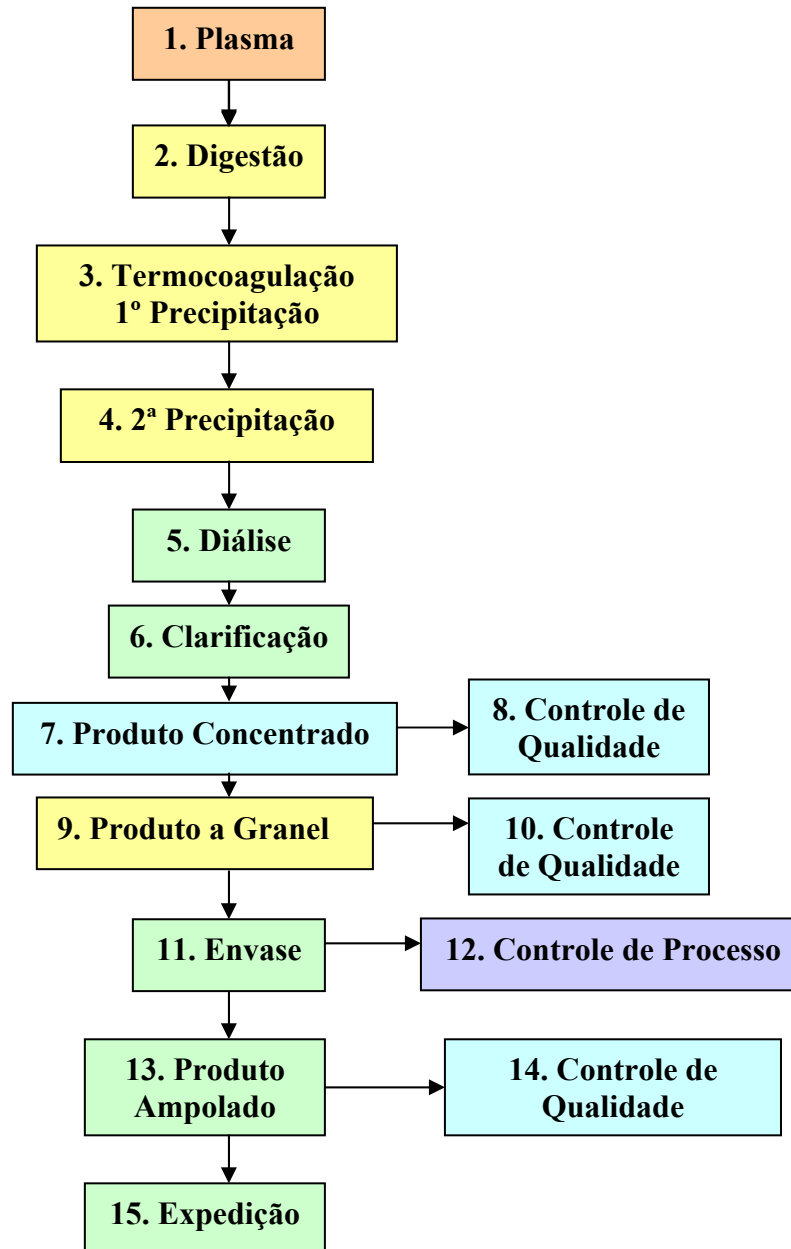 1. Plasma
2. Digestão
3. Termocoagulação
1º Precipitação
4. 2ª Precipitação
5. Diálise
6. Clarificação
7. Produto Concentrado
8. Controle de
Qualidade
9. Produto a Granel
10. Controle
de Qualidade
11. Envase
12. Controle de Processo
13. Produto
Ampolado
14. Controle de
Qualidade
15. Expedição